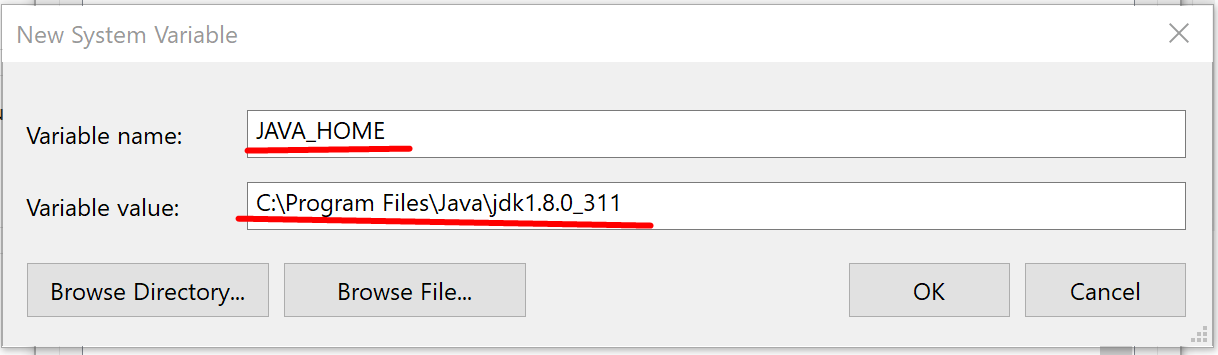 New System Variable
Variable name:
JAVA_HOME
Variable value:
C:\Program Files\Java\jdk1.8.0_311
Browse Directory...
Browse File...
OK
Cancel